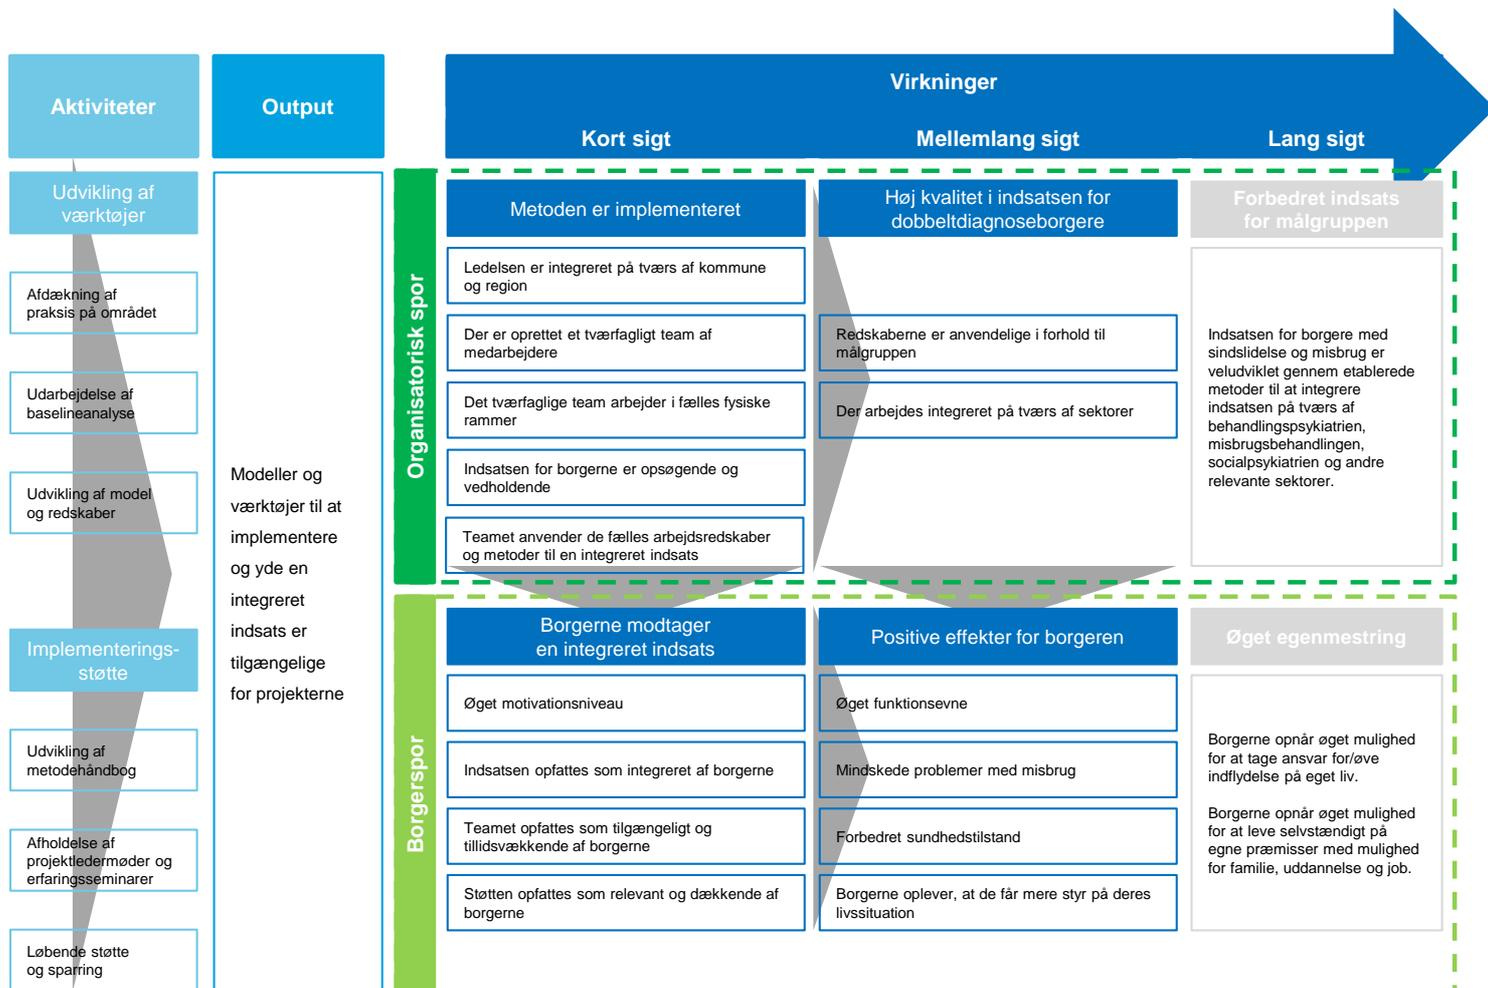 Aktiviteter
Output
Virkninger
Kort sigt
Mellemlang sigt
Lang sigt
Udvikling af
værktøjer
Afdækning af
praksis på området
Udarbejdelse af
baselineanalyse
Udvikling af model
og redskaber
Implementerings-
støtte
Udvikling af
metodehåndbog
Afholdelse af
projektledermøder og
erfaringsseminarer
Løbende støtte
og sparring
Modeller og
værktøjer til at
implementere
og yde en
integreret
indsats er
tilgængelige
for projekterne
Organisatorisk spor
Metoden er implementeret
Ledelsen er integreret på tværs af kommune
og region
Der er oprettet et tværfagligt team af
medarbejdere
Det tværfaglige team arbejder i fælles fysiske
rammer
Indsatsen for borgerne er opsøgende og
vedholdende
Teamet anvender de fælles arbejdsredskaber
og metoder til en integreret indsats
Høj kvalitet i indsatsen for
dobbeltdiagnoseborgere
Redskaberne er anvendelige i forhold til
målgruppen
Der arbejdes integreret på tværs af sektorer
Forbedret indsats
for målgruppen
Indsatsen for borgere med
sindslidelse og misbrug er
veludviklet gennem etablerede
metoder til at integrere
indsatsen på tværs af
behandlingspsykiatrien,
misbrugsbehandlingen,
socialpsykiatrien og andre
relevante sektorer.
Borgerspor
Borgerne modtager
en integreret indsats
Øget motivationsniveau
Indsatsen opfattes som integreret af borgerne
Teamet opfattes som tilgængeligt og
tillidsvækkende af borgerne
Støtten opfattes som relevant og dækkende af
borgerne
Positive effekter for borgeren
Øget funktionsevne
Mindskede problemer med misbrug
Forbedret sundhedstilstand
Borgerne oplever, at de får mere styr på deres
livssituation
Øget egenmestring
Borgerne opnår øget mulighed
for at tage ansvar for/øve
indflydelse på eget liv.
Borgerne opnår øget mulighed
for at leve selvstændigt på
egne præmisser med mulighed
for familie, uddannelse og job.